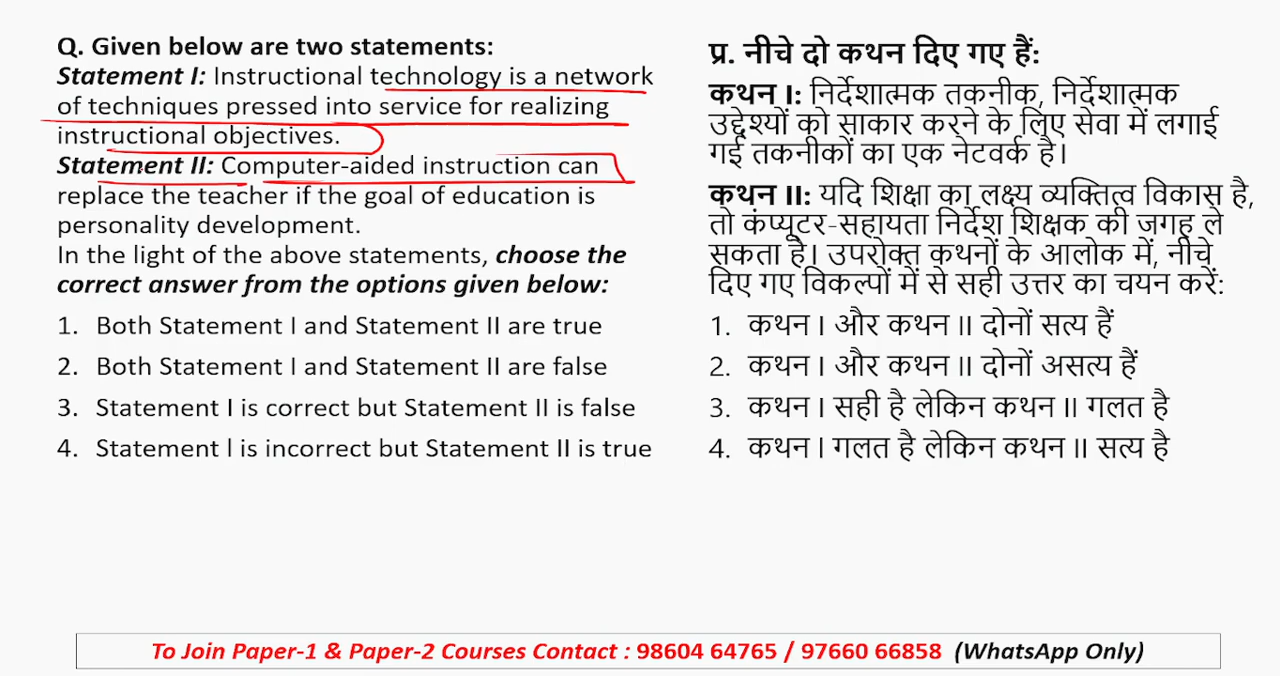 Q. Given below are two statements:
Statement I: Instructional technology is a network
of techniques pressed into service for realizing
instructional objectives.
Statement II: Computer-aided instruction can
replace the teacher if the goal of education is
personality development.
In the light of the above statements, choose the
correct answer from the options given below:
1. Both Statement I and Statement II are true
2. Both Statement I and Statement II are false
3. Statement I is correct but Statement II is false
4. Statement I is incorrect but Statement II is true
प्र. नीचे दो कथन दिए गए हैं:
कथन I: निर्देशात्मक तकनीक, निर्देशात्मक
उद्देश्यों को साकार करने के लिए सेवा में लगाई
गई तकनीकों का एक नेटवर्क है।
कथन II: यदि शिक्षा का लक्ष्य व्यक्तित्व विकास है,
तो कंप्यूटर-सहायता निर्देश शिक्षक की जगह ले
सकता है। उपरोक्त कथनों के आलोक में, नीचे
दिए गए विकल्पों में से सही उत्तर का चयन करें:
1. कथन I और कथन II दोनों सत्य हैं
2. कथन I और कथन II दोनों असत्य हैं
3. कथन I सही है लेकिन कथन II गलत है
4. कथन I गलत है लेकिन कथन II सत्य है
To Join Paper-1 & Paper-2 Courses Contact : 98604 64765 / 97660 66858 (WhatsApp Only)